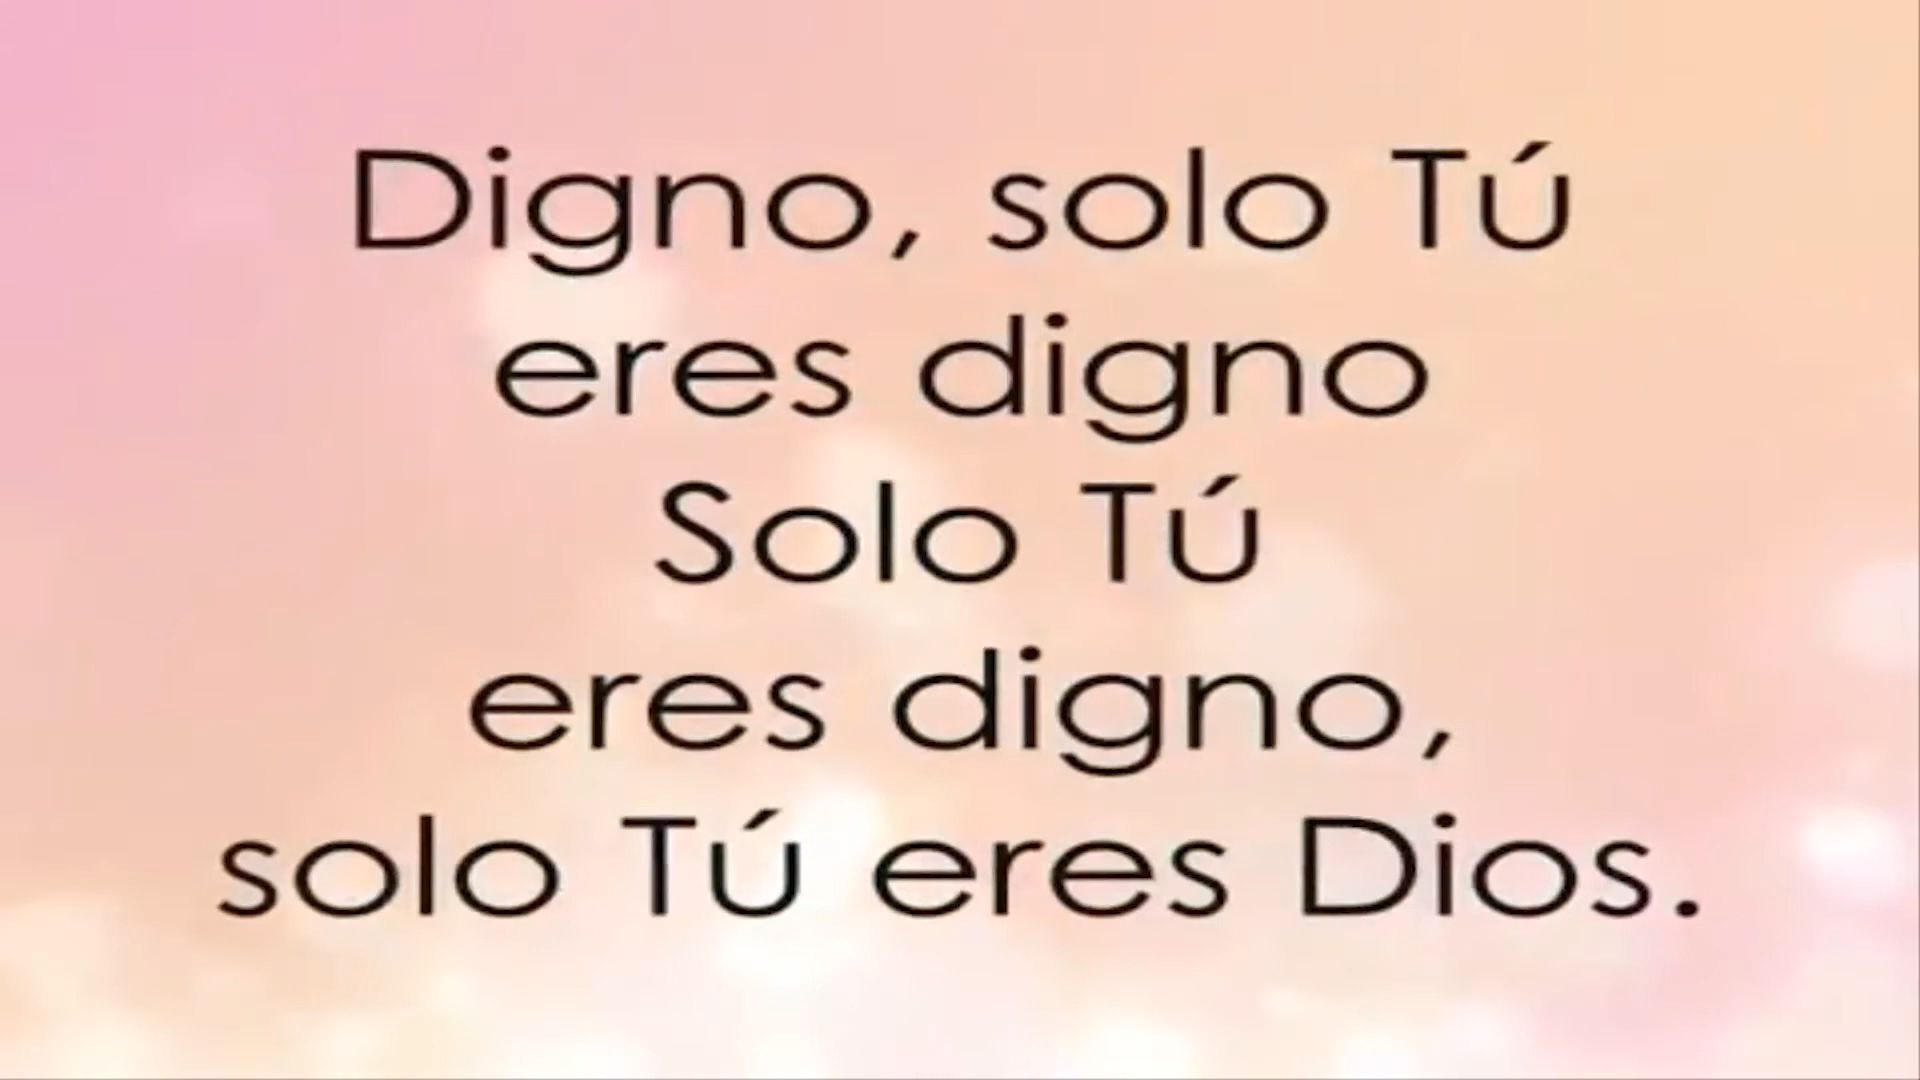 Digno, solo Tú
eres digno
Solo Tú
eres digno,
solo Tú eres Dios.